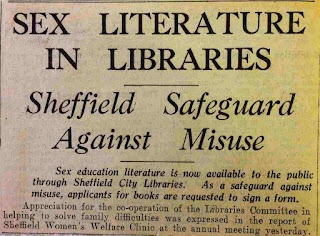 SEX LITERATURE
IN LIBRARIES
Sheffield Safeguard
Against Misuse
Sex education literature is now available to the public
through Sheffield City Libraries. As a safeguard against
misuse, applicants for books are requested to sign a form.
Appreciation for the co-operation of the Libraries Committee in
helping to solve family difficulties was expressed in the report of
Sheffield Women's Welfare Clinic at the annual meeting yesterday.